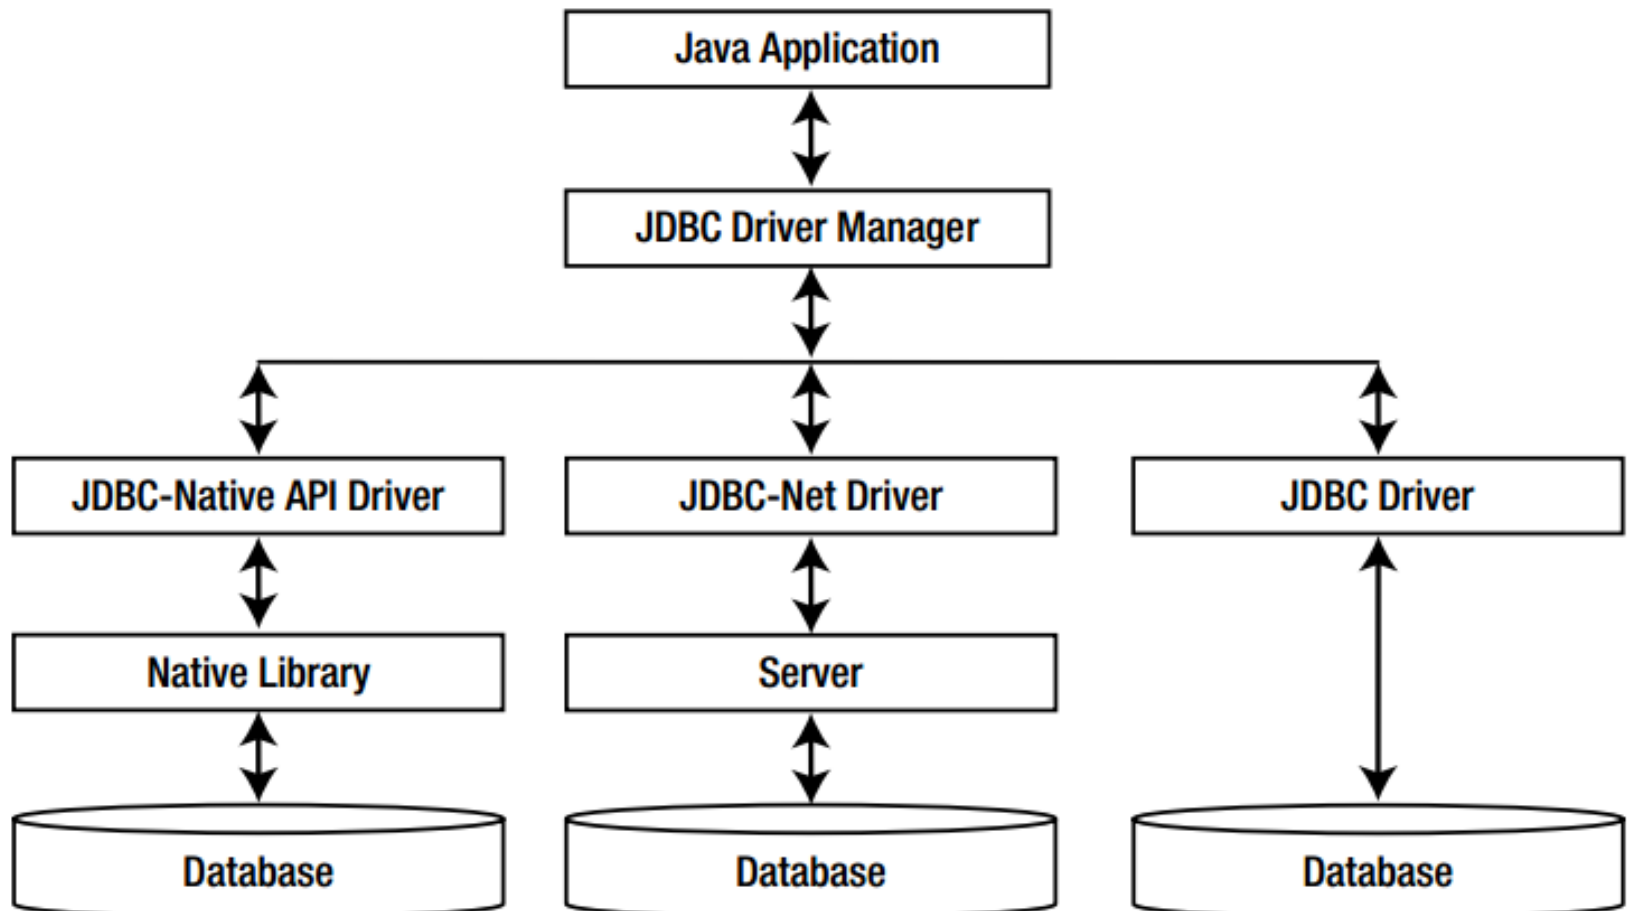 Java Application
JDBC Driver Manager
JDBC-Native API Driver
JDBC-Net Driver
JDBC Driver
Native Library
Server
Database
Database
Database